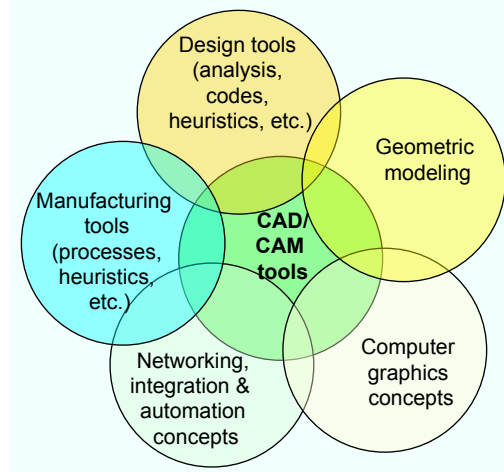 Design tools
(analysis,
codes,
heuristics, etc.)
Geometric
modeling
Manufacturing
tools
(processes,
heuristics,
etc.)
CAD/
CAM
tools
Networking,
integration &
automation
concepts
Computer
graphics
concepts